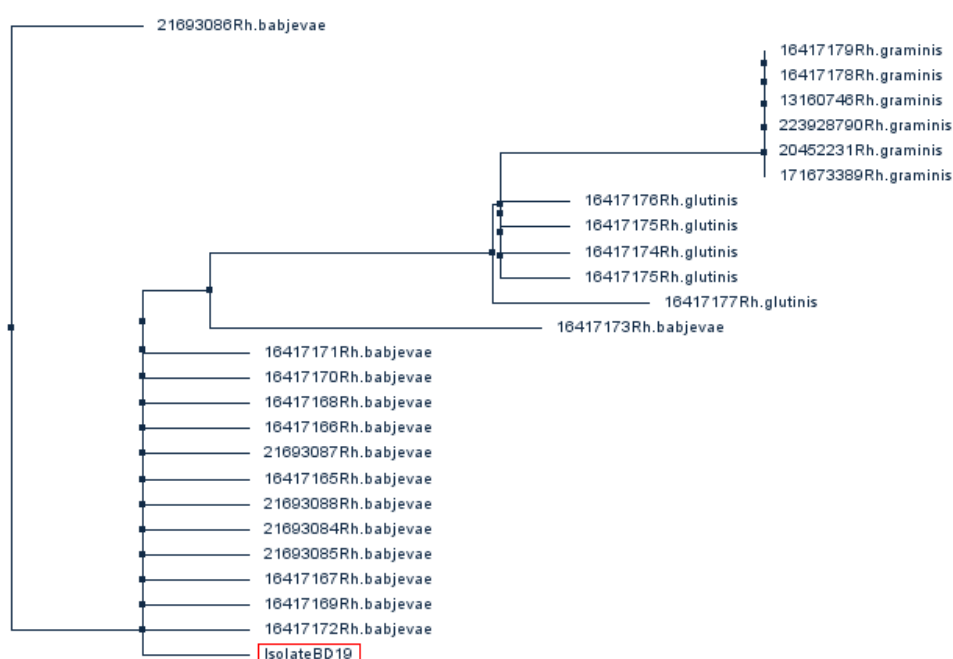 21693086Rh.babjevae
16417179Rh.graminis
16417178Rh.graminis
13160746Rh.graminis
223928790Rh.graminis
20452231Rh.graminis
171673389Rh.graminis
16417176Rh.glutinis
16417175Rh.glutinis
16417174Rh.glutinis
16417175Rh.glutinis
16417177Rh.glutinis
16417173Rh.babjevae
16417171Rh.babjevae
16417170Rh.babjevae
16417168Rh.babjevae
16417166Rh.babjevae
21693087Rh.babjevae
16417165Rh.babjevae
21693088Rh.babjevae
21693084Rh.babjevae
21693085Rh.babjevae
16417167Rh.babjevae
16417169Rh.babjevae
16417172Rh.babjevae
IsolateBD19